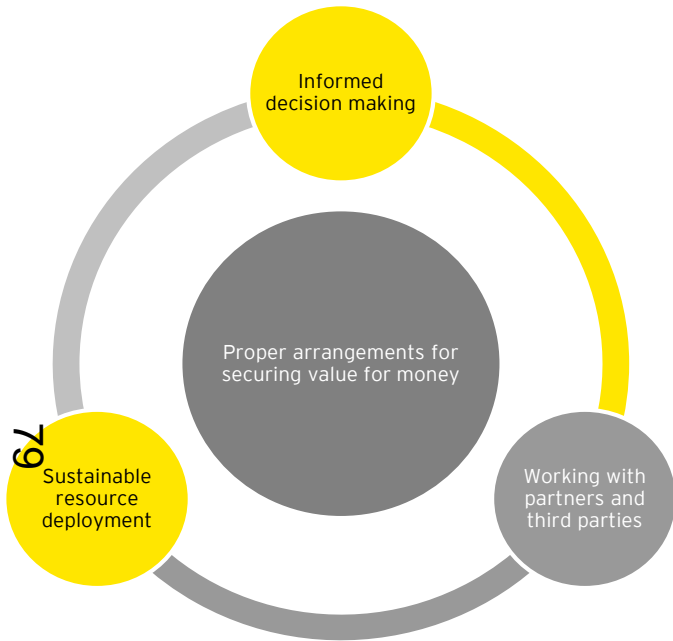 Informed
decision making
Proper arrangements for
securing value for money
79
Sustainable
resource
deployment
Working with
partners and
third parties